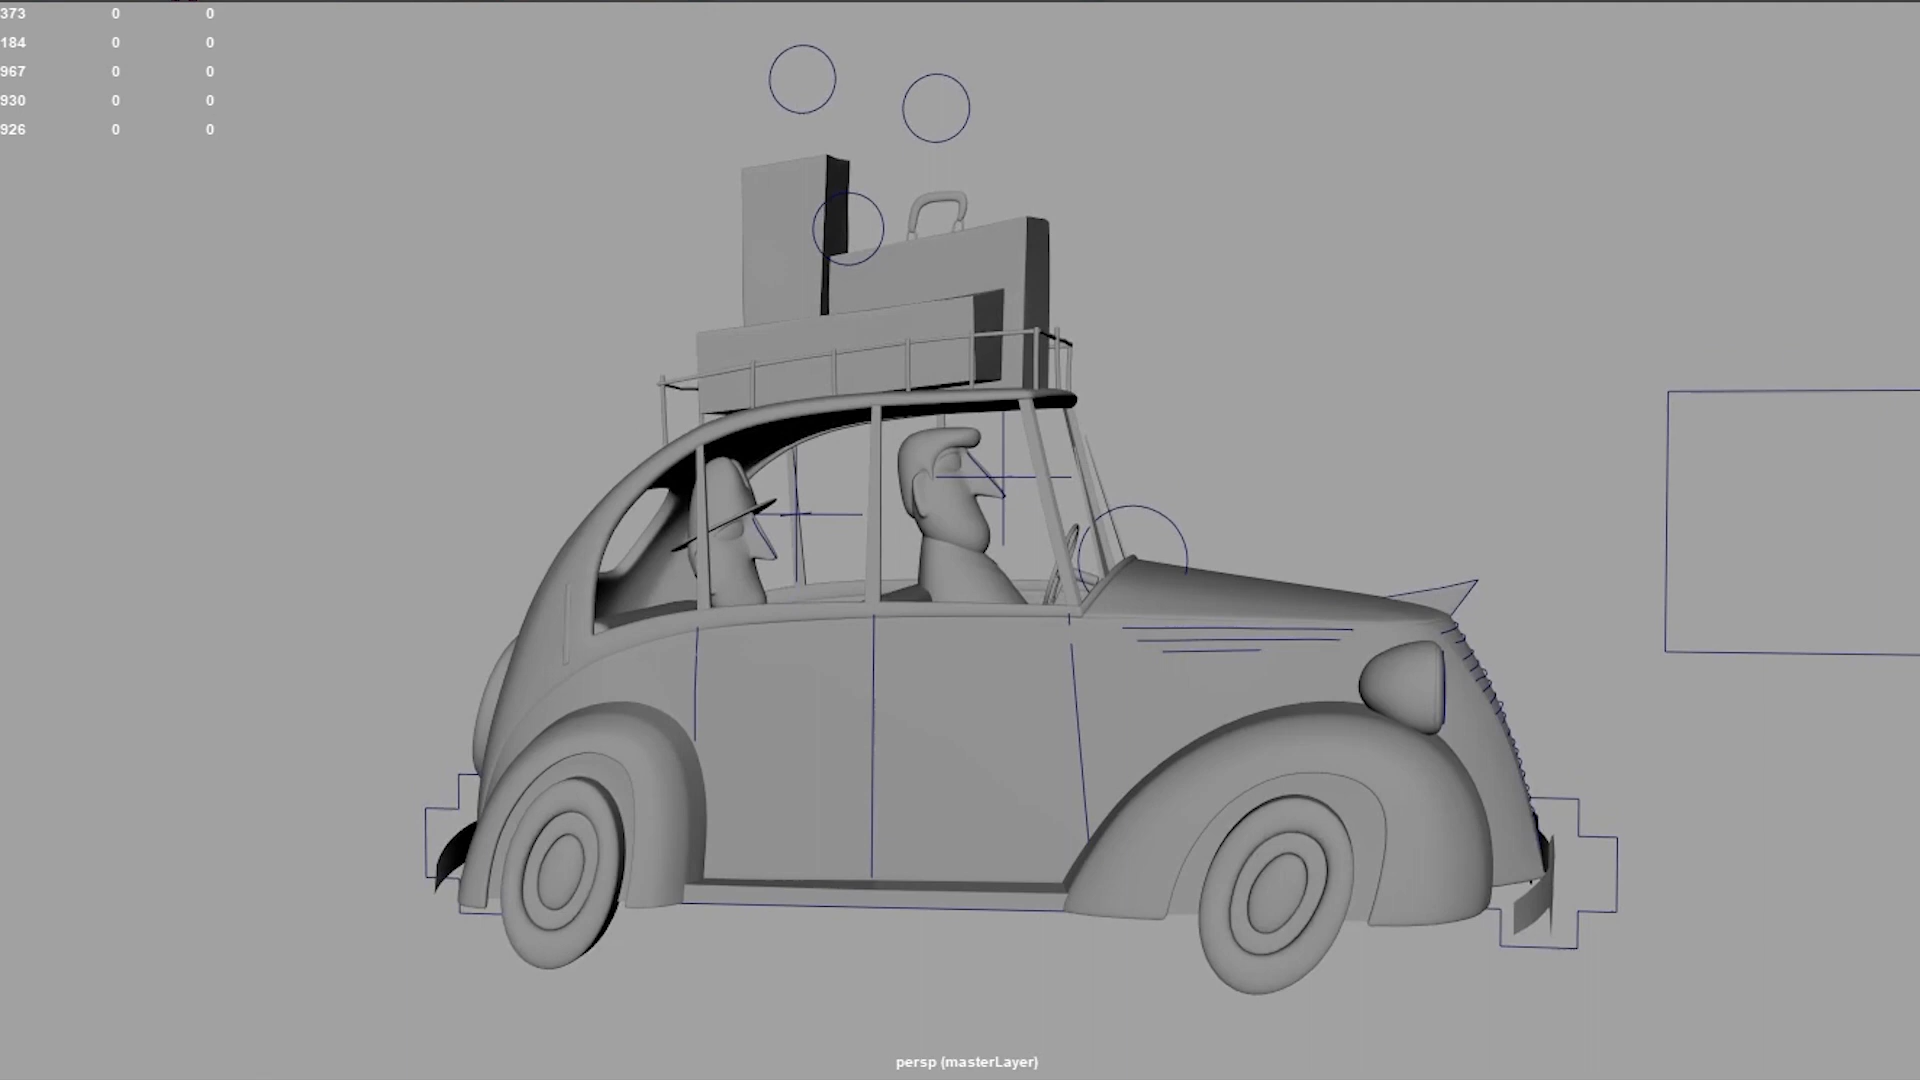 373 0 0
184 0 0
967 0 0
930 0 0
926 0 0
persp (masterLayer)